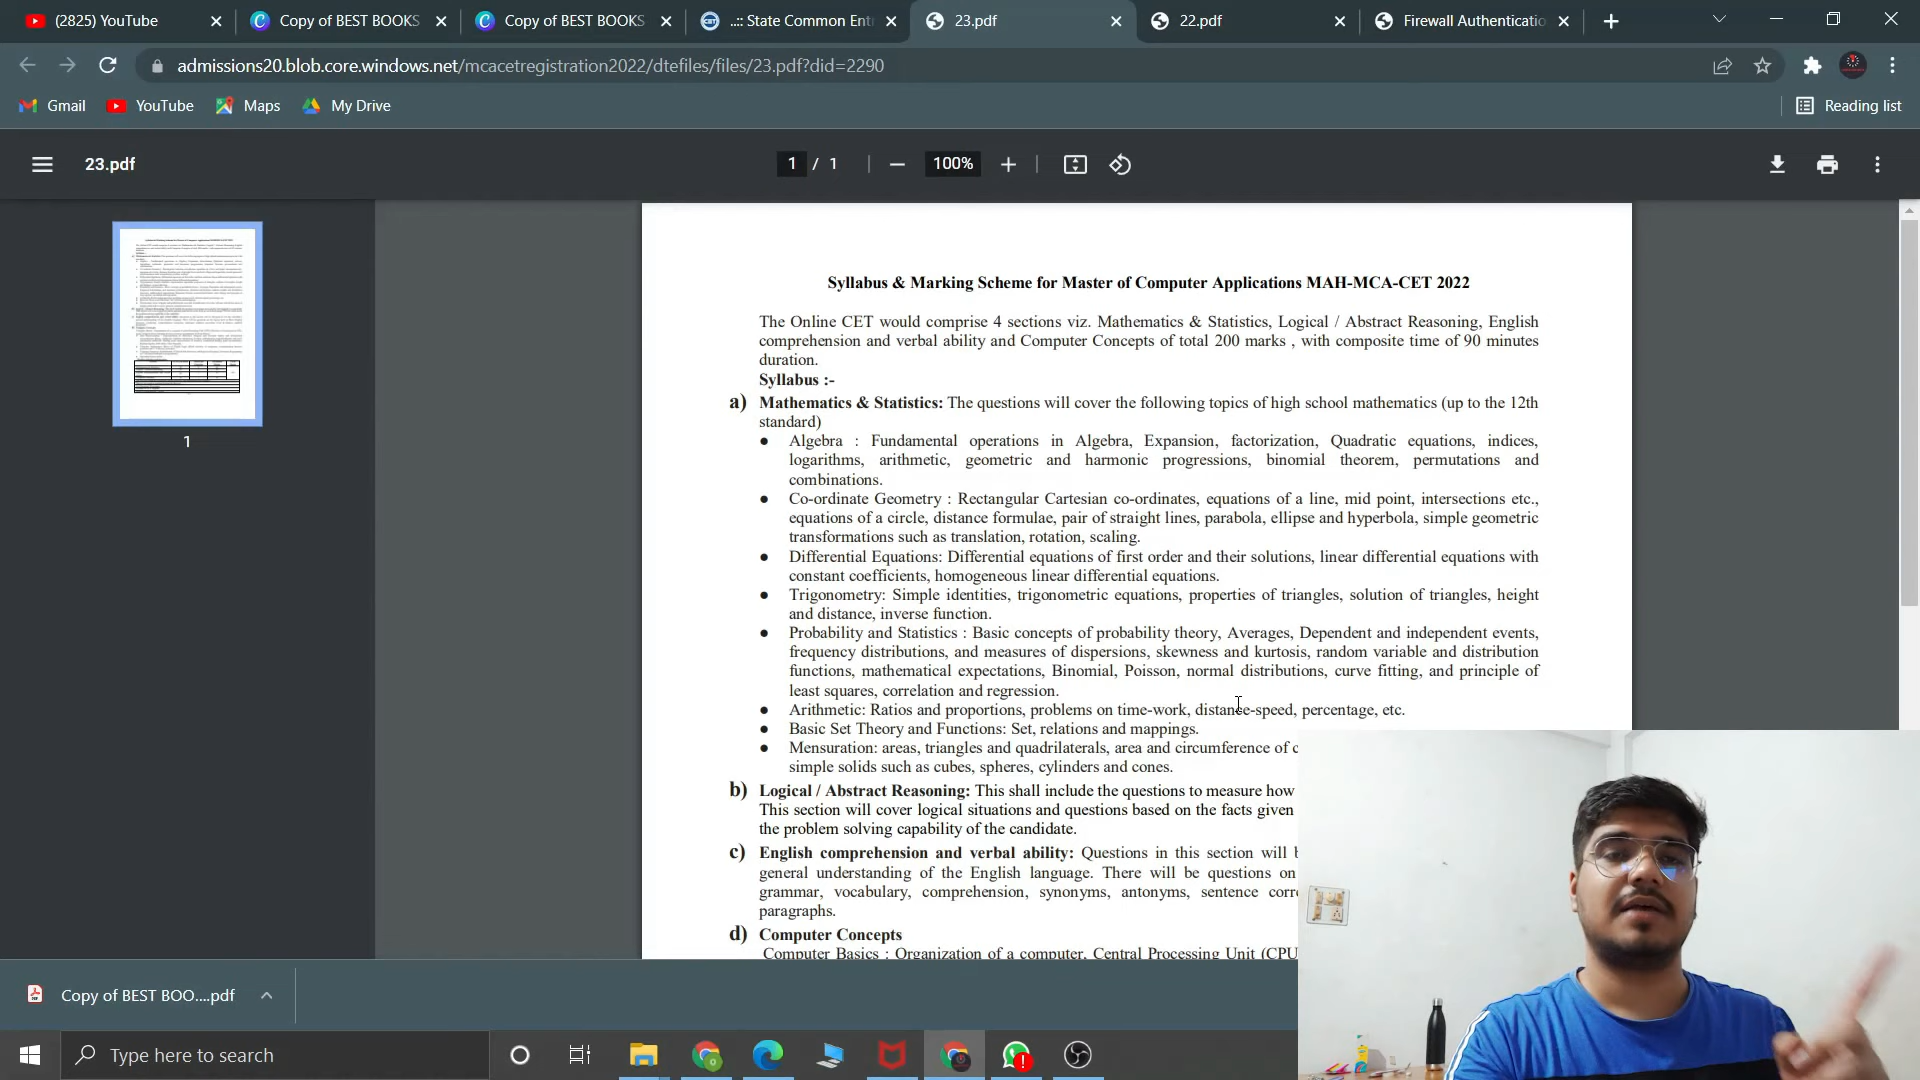 (2825) YouTube
Copy of BEST BOOKS
Copy of BEST BOOKS
..:: State Common Entr
23.pdf
22.pdf
Firewall Authenticatio
admissions20.blob.core.windows.net/mcacetregistration2022/dtefiles/files/23.pdf?did=2290
Gmail
YouTube
Maps
My Drive
Reading list
23.pdf
1 / 1
100%
1
Syllabus & Marking Scheme for Master of Computer Applications MAH-MCA-CET 2022
The Online CET would comprise 4 sections viz. Mathematics & Statistics, Logical / Abstract Reasoning, English
comprehension and verbal ability and Computer Concepts of total 200 marks , with composite time of 90 minutes
duration.
Syllabus :-
a) Mathematics & Statistics: The questions will cover the following topics of high school mathematics (up to the 12th
standard)
● Algebra : Fundamental operations in Algebra, Expansion, factorization, Quadratic equations, indices,
logarithms, arithmetic, geometric and harmonic progressions, binomial theorem, permutations and
combinations.
● Co-ordinate Geometry : Rectangular Cartesian co-ordinates, equations of a line, mid point, intersections etc.,
equations of a circle, distance formulae, pair of straight lines, parabola, ellipse and hyperbola, simple geometric
transformations such as translation, rotation, scaling.
● Differential Equations: Differential equations of first order and their solutions, linear differential equations with
constant coefficients, homogeneous linear differential equations.
● Trigonometry: Simple identities, trigonometric equations, properties of triangles, solution of triangles, height
and distance, inverse function.
● Probability and Statistics : Basic concepts of probability theory, Averages, Dependent and independent events,
frequency distributions, and measures of dispersions, skewness and kurtosis, random variable and distribution
functions, mathematical expectations, Binomial, Poisson, normal distributions, curve fitting, and principle of
least squares, correlation and regression.
● Arithmetic: Ratios and proportions, problems on time-work, distance-speed, percentage, etc.
● Basic Set Theory and Functions: Set, relations and mappings.
● Mensuration: areas, triangles and quadrilaterals, area and circumference of c
simple solids such as cubes, spheres, cylinders and cones.
b) Logical / Abstract Reasoning: This shall include the questions to measure how
This section will cover logical situations and questions based on the facts given
the problem solving capability of the candidate.
c) English comprehension and verbal ability: Questions in this section will b
general understanding of the English language. There will be questions on
grammar, vocabulary, comprehension, synonyms, antonyms, sentence corre
paragraphs.
d) Computer Concepts
Computer Basics : Organization of a computer, Central Processing Unit (CPU
Copy of BEST BOO....pdf
Type here to search